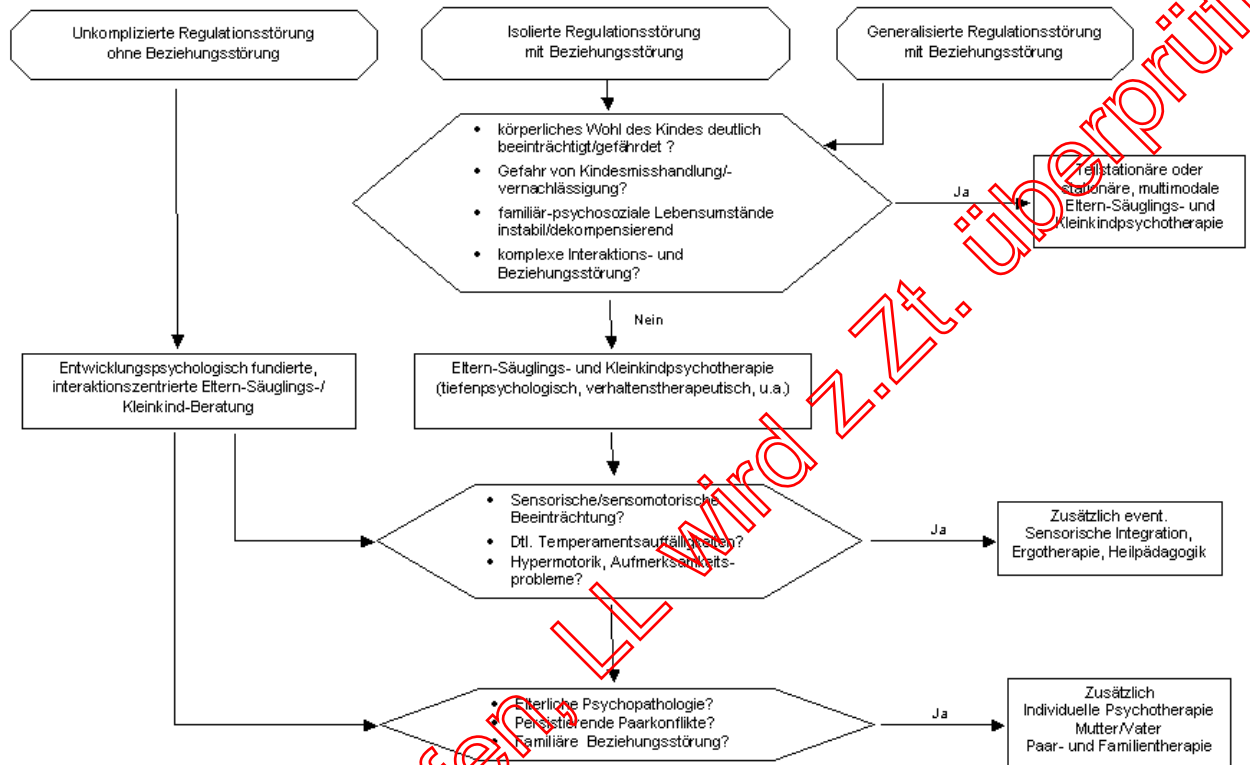 Unkomplizierte Regulationsstörung
ohne Beziehungsstörung
Isolierte Regulationsstörung
mit Beziehungsstörung
Generalisierte Regulationsstörung
mit Beziehungsstörung
• körperliches Wohl des Kindes deutlich
beeinträchtigt/gefährdet ?
• Gefahr von Kindesmisshandlung/-
vernachlässigung?
• familiär-psychosoziale Lebensumstände
instabil/dekompensierend
• komplexe Interaktions- und
Beziehungsstörung?
Ja
Teilstationäre oder
stationäre, multimodale
Eltern-Säuglings- und
Kleinkindpsychotherapie
Nein
Entwicklungspsychologisch fundierte,
interaktionszentrierte Eltern-Säuglings-/
Kleinkind-Beratung
Eltern-Säuglings- und Kleinkindpsychotherapie
(tiefenpsychologisch, verhaltenstherapeutisch, u.a.)
• Sensorische/sensomotorische
Beeinträchtung?
• Dtl. Temperamentsauffälligkeiten?
• Hypermotorik, Aufmerksamkeits-
probleme?
Ja
Zusätzlich event.
Sensorische Integration,
Ergotherapie, Heilpädagogik
• Elterliche Psychopathologie?
• Persistierende Paarkonflikte?
• Familiäre Beziehungsstörung?
Ja
Zusätzlich
Individuelle Psychotherapie
Mutter/Vater
Paar- und Familientherapie
LL wird z.Zt.